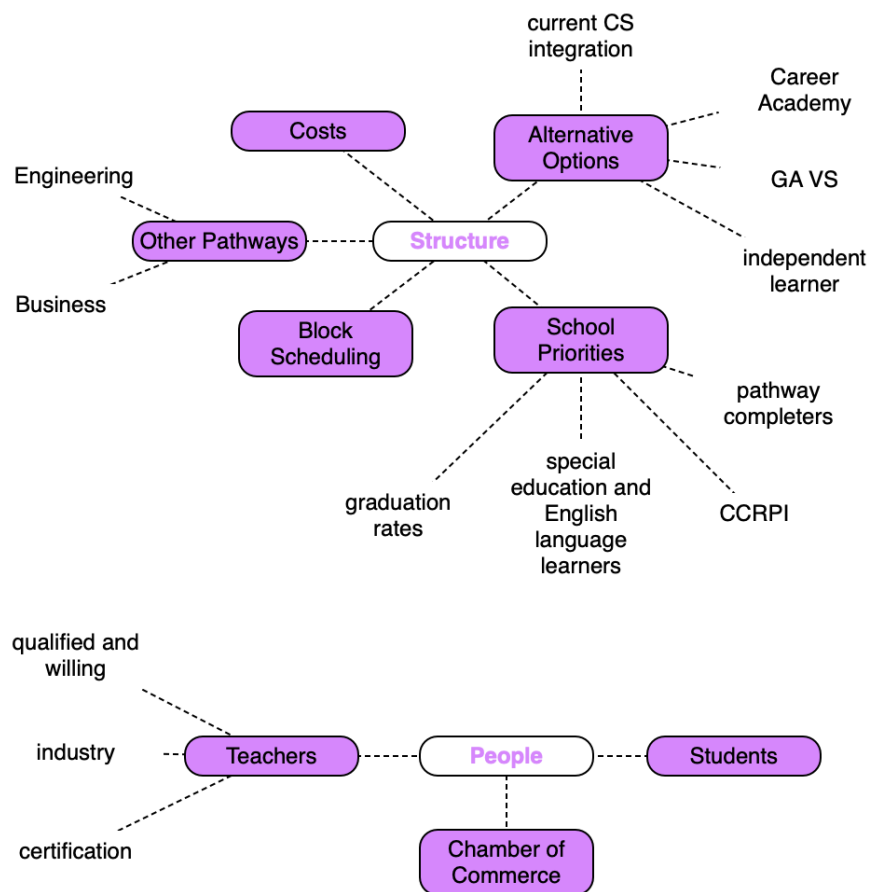 current CS
integration
Career
Academy
Costs
Alternative
Options
Engineering
GA VS
Other Pathways
Structure
independent
learner
Business
Block
Scheduling
School
Priorities
pathway
completers
graduation
rates
special
education and
English
language
learners
CCRPI
qualified and
willing
industry
Teachers
People
Students
certification
Chamber of
Commerce